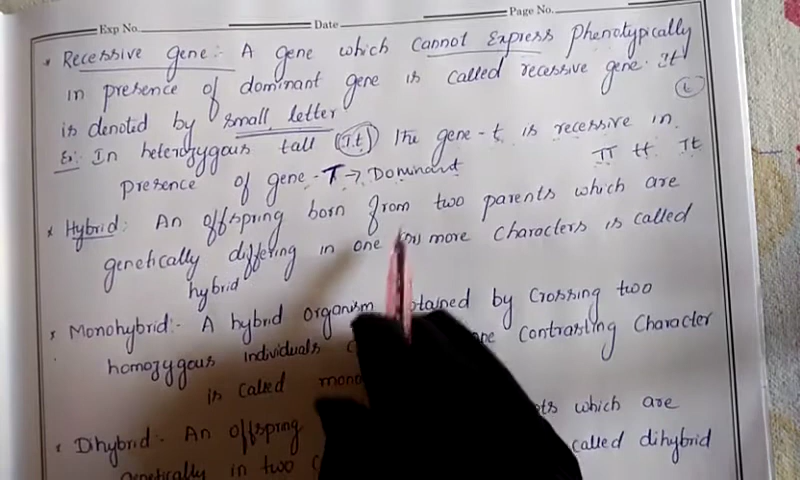 Exp No. Date Page No.
* Recessive gene:- A gene which cannot Express phenotypically
in presence of dominant gene is called recessive gene. It
is denoted by small letter. t
Ex:- In heterozygous tall (Tt) The gene - t is recessive in
presence of gene - T → Dominant TT tt Tt
* Hybrid: An offspring born from two parents which are
genetically differing in one (or) more characters is called
hybrid
* Monohybrid:- A hybrid organism obtained by crossing two
homozygous individuals one contrasting character
is called
* Dihybrid:- An offspring which are
genetically in two called dihybrid